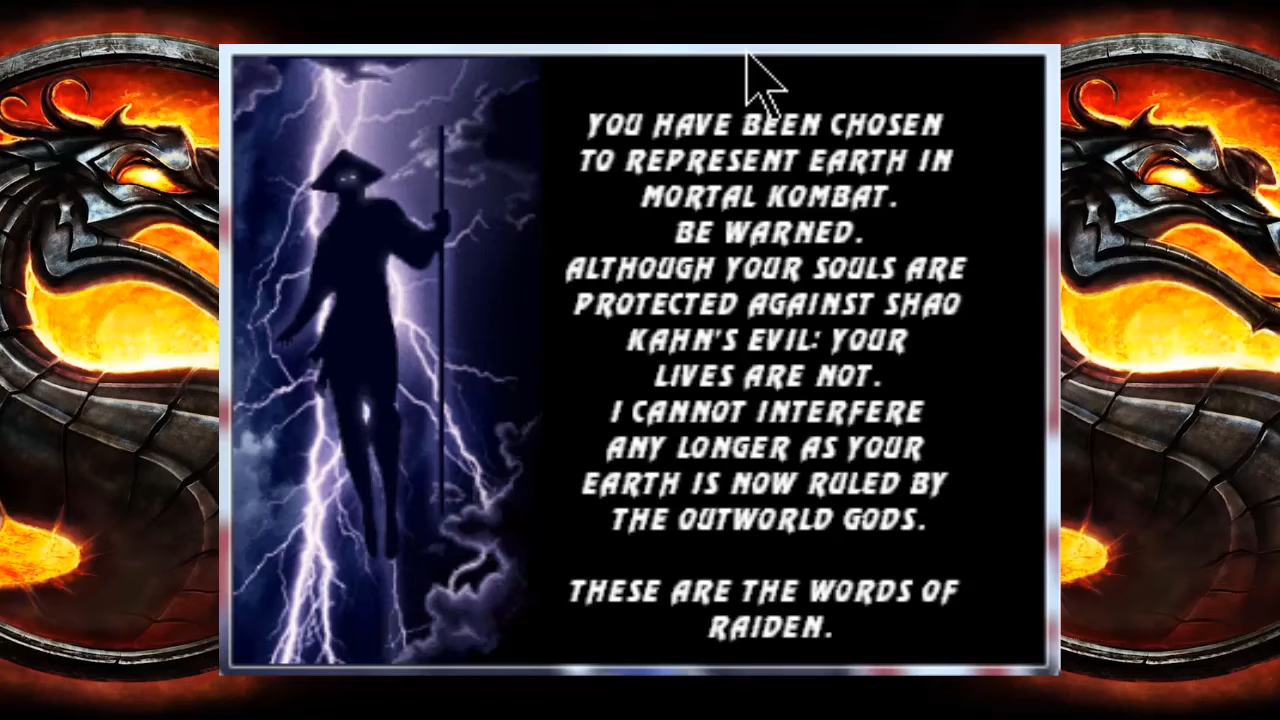 YOU HAVE BEEN CHOSEN
TO REPRESENT EARTH IN
MORTAL KOMBAT.
BE WARNED.
ALTHOUGH YOUR SOULS ARE
PROTECTED AGAINST SHAO
KAHN'S EVIL: YOUR
LIVES ARE NOT.
I CANNOT INTERFERE
ANY LONGER AS YOUR
EARTH IS NOW RULED BY
THE OUTWORLD GODS.
THESE ARE THE WORDS OF
RAIDEN.